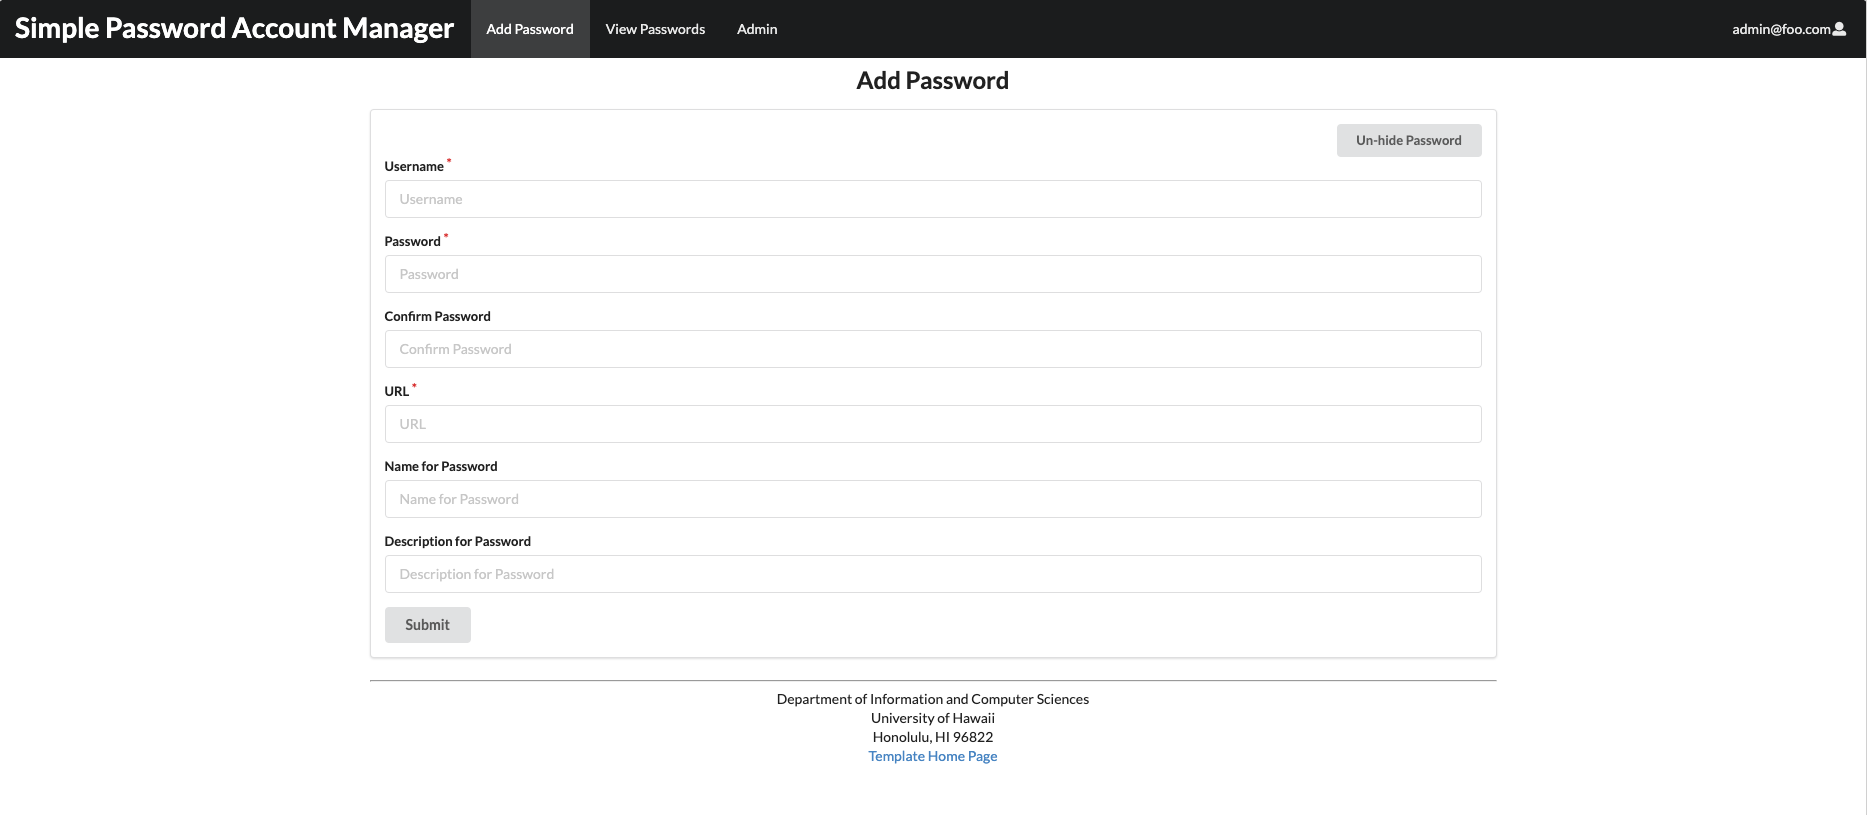 Simple Password Account Manager Add Password View Passwords Admin admin@foo.com
Add Password
Un-hide Password
Username *
Username
Password *
Password
Confirm Password
Confirm Password
URL *
URL
Name for Password
Name for Password
Description for Password
Description for Password
Submit
Department of Information and Computer Sciences
University of Hawaii
Honolulu, HI 96822
Template Home Page